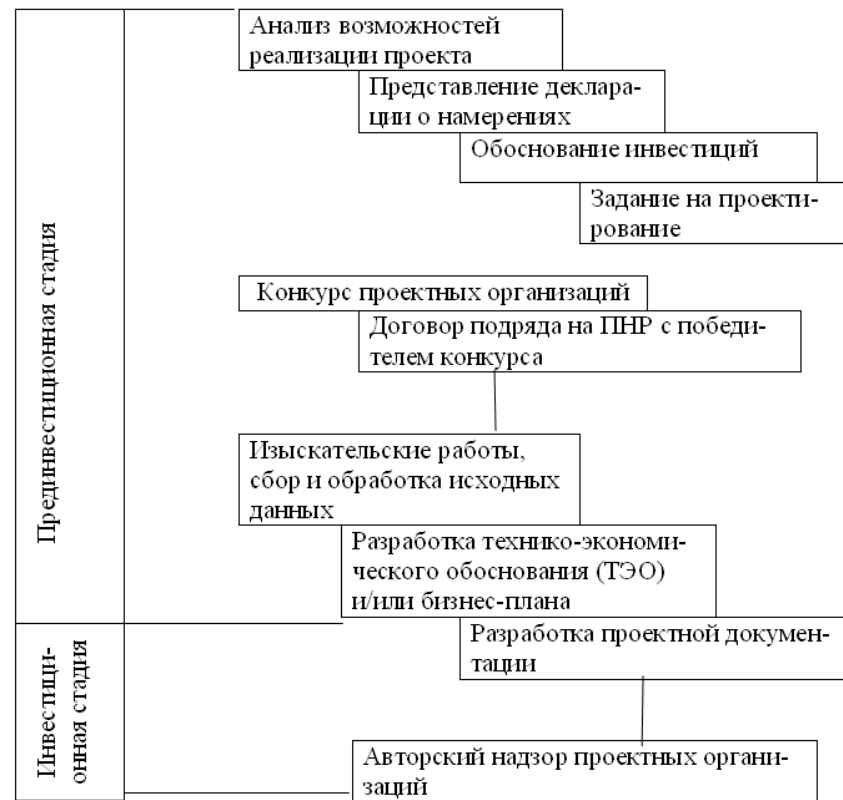 Анализ возможностей
реализации проекта
Представление деклара-
ции о намерениях
Обоснование инвестиций
Задание на проекти-
рование
Прединвестиционная стадия
Конкурс проектных организаций
Договор подряда на ПНР с победи-
телем конкурса
Изыскательские работы,
сбор и обработка исходных
данных
Разработка технико-экономи-
ческого обоснования (ТЭО)
и/или бизнес-плана
Разработка проектной докумен-
тации
Инвестици-
онная стадия
Авторский надзор проектных органи-
заций